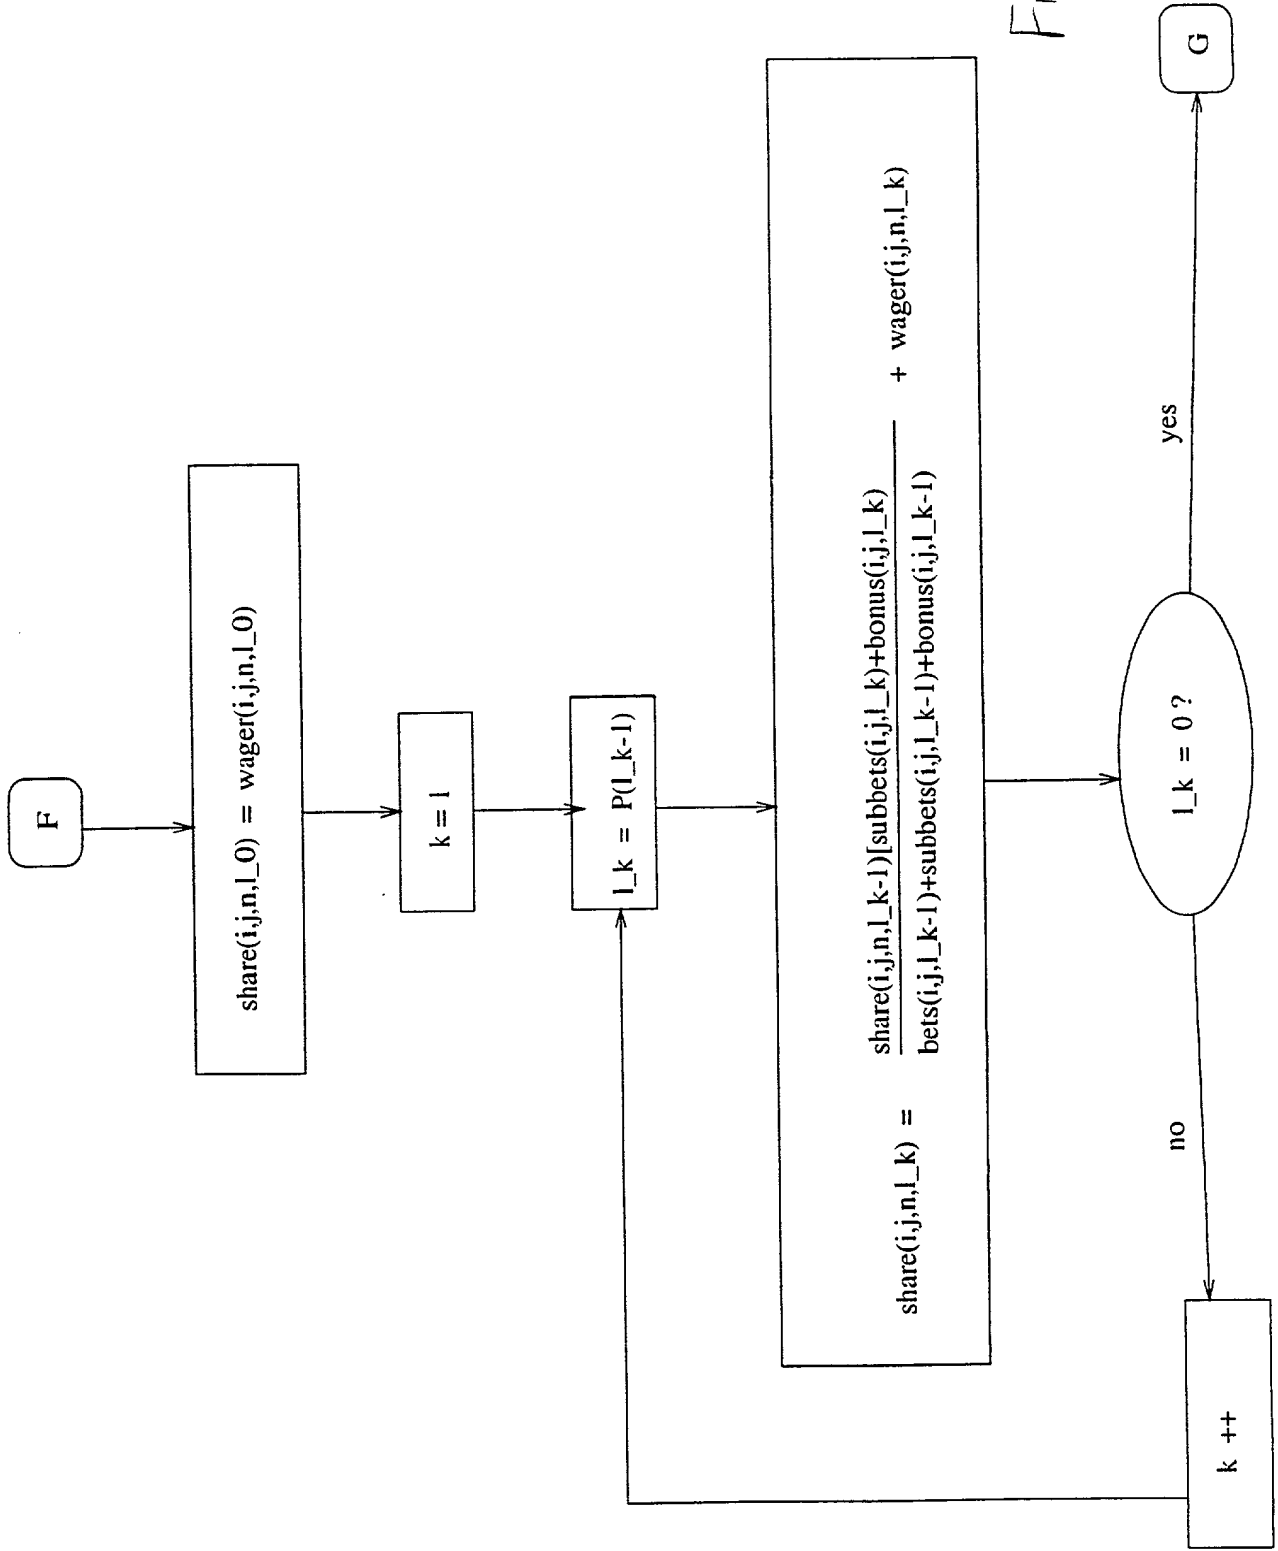 F
share(i,j,n,l_0) = wager(i,j,n,l_0)
k = 1
l_k = P(l_k-1)
share(i,j,n,l_k) = share(i,j,n,l_k-1)[subbets(i,j,l_k)+bonus(i,j,l_k) + wager(i,j,n,l_k)
bets(i,j,l_k-1)+subbets(i,j,l_k-1)+bonus(i,j,l_k-1)
l_k = 0 ?
no
yes
k ++
G